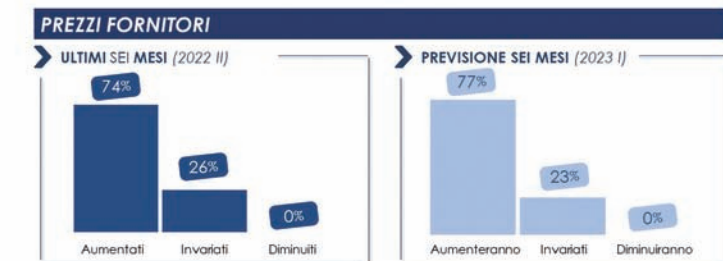 PREZZI FORNITORI
ULTIMI SEI MESI (2022 II)
74%
26%
0%
Aumentati Invariati Diminuiti
PREVISIONE SEI MESI (2023 I)
77%
23%
0%
Aumenteranno Invariati Diminuiranno